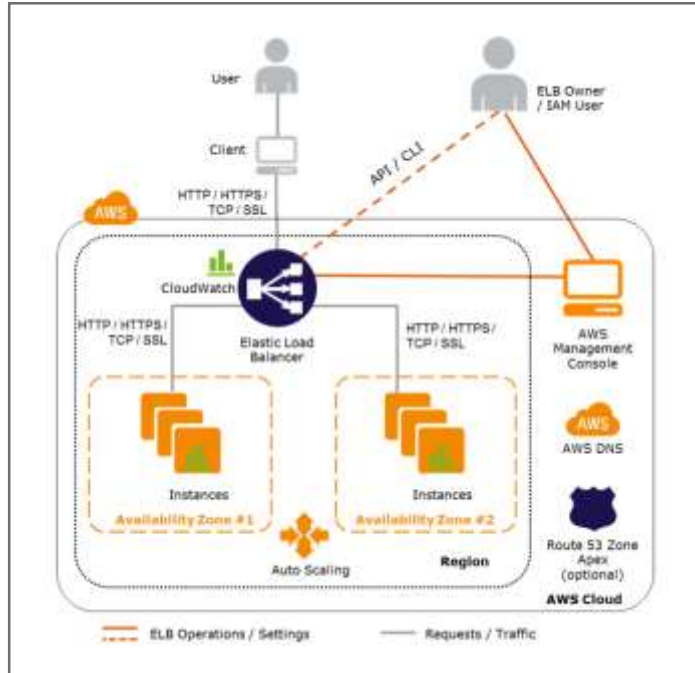 User
ELB Owner
/ IAM User
Client
API / CLI
HTTP / HTTPS /
TCP / SSL
AWS
CloudWatch
HTTP / HTTPS /
TCP / SSL
Elastic Load
Balancer
HTTP / HTTPS /
TCP / SSL
AWS
Management
Console
AWS
AWS DNS
Instances
Availability Zone #1
Instances
Availability Zone #2
Auto Scaling
Region
Route 53 Zone
Apex
(optional)
AWS Cloud
ELB Operations / Settings
Requests / Traffic